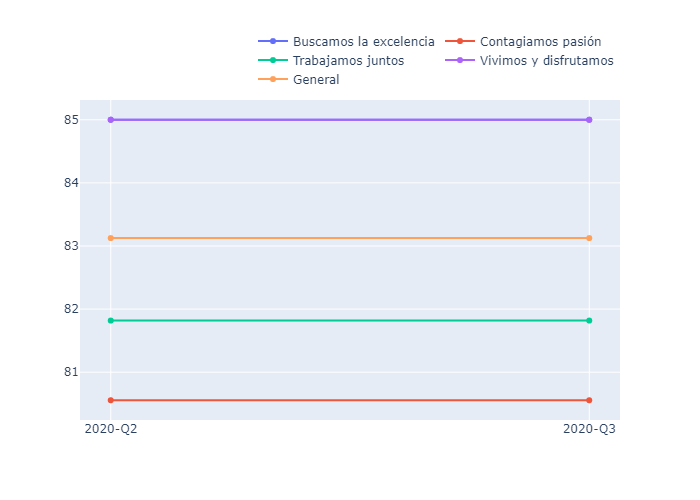 Buscamos la excelencia Contagiamos pasión
Trabajamos juntos Vivimos y disfrutamos
General
85
84
83
82
81
2020-Q2 2020-Q3